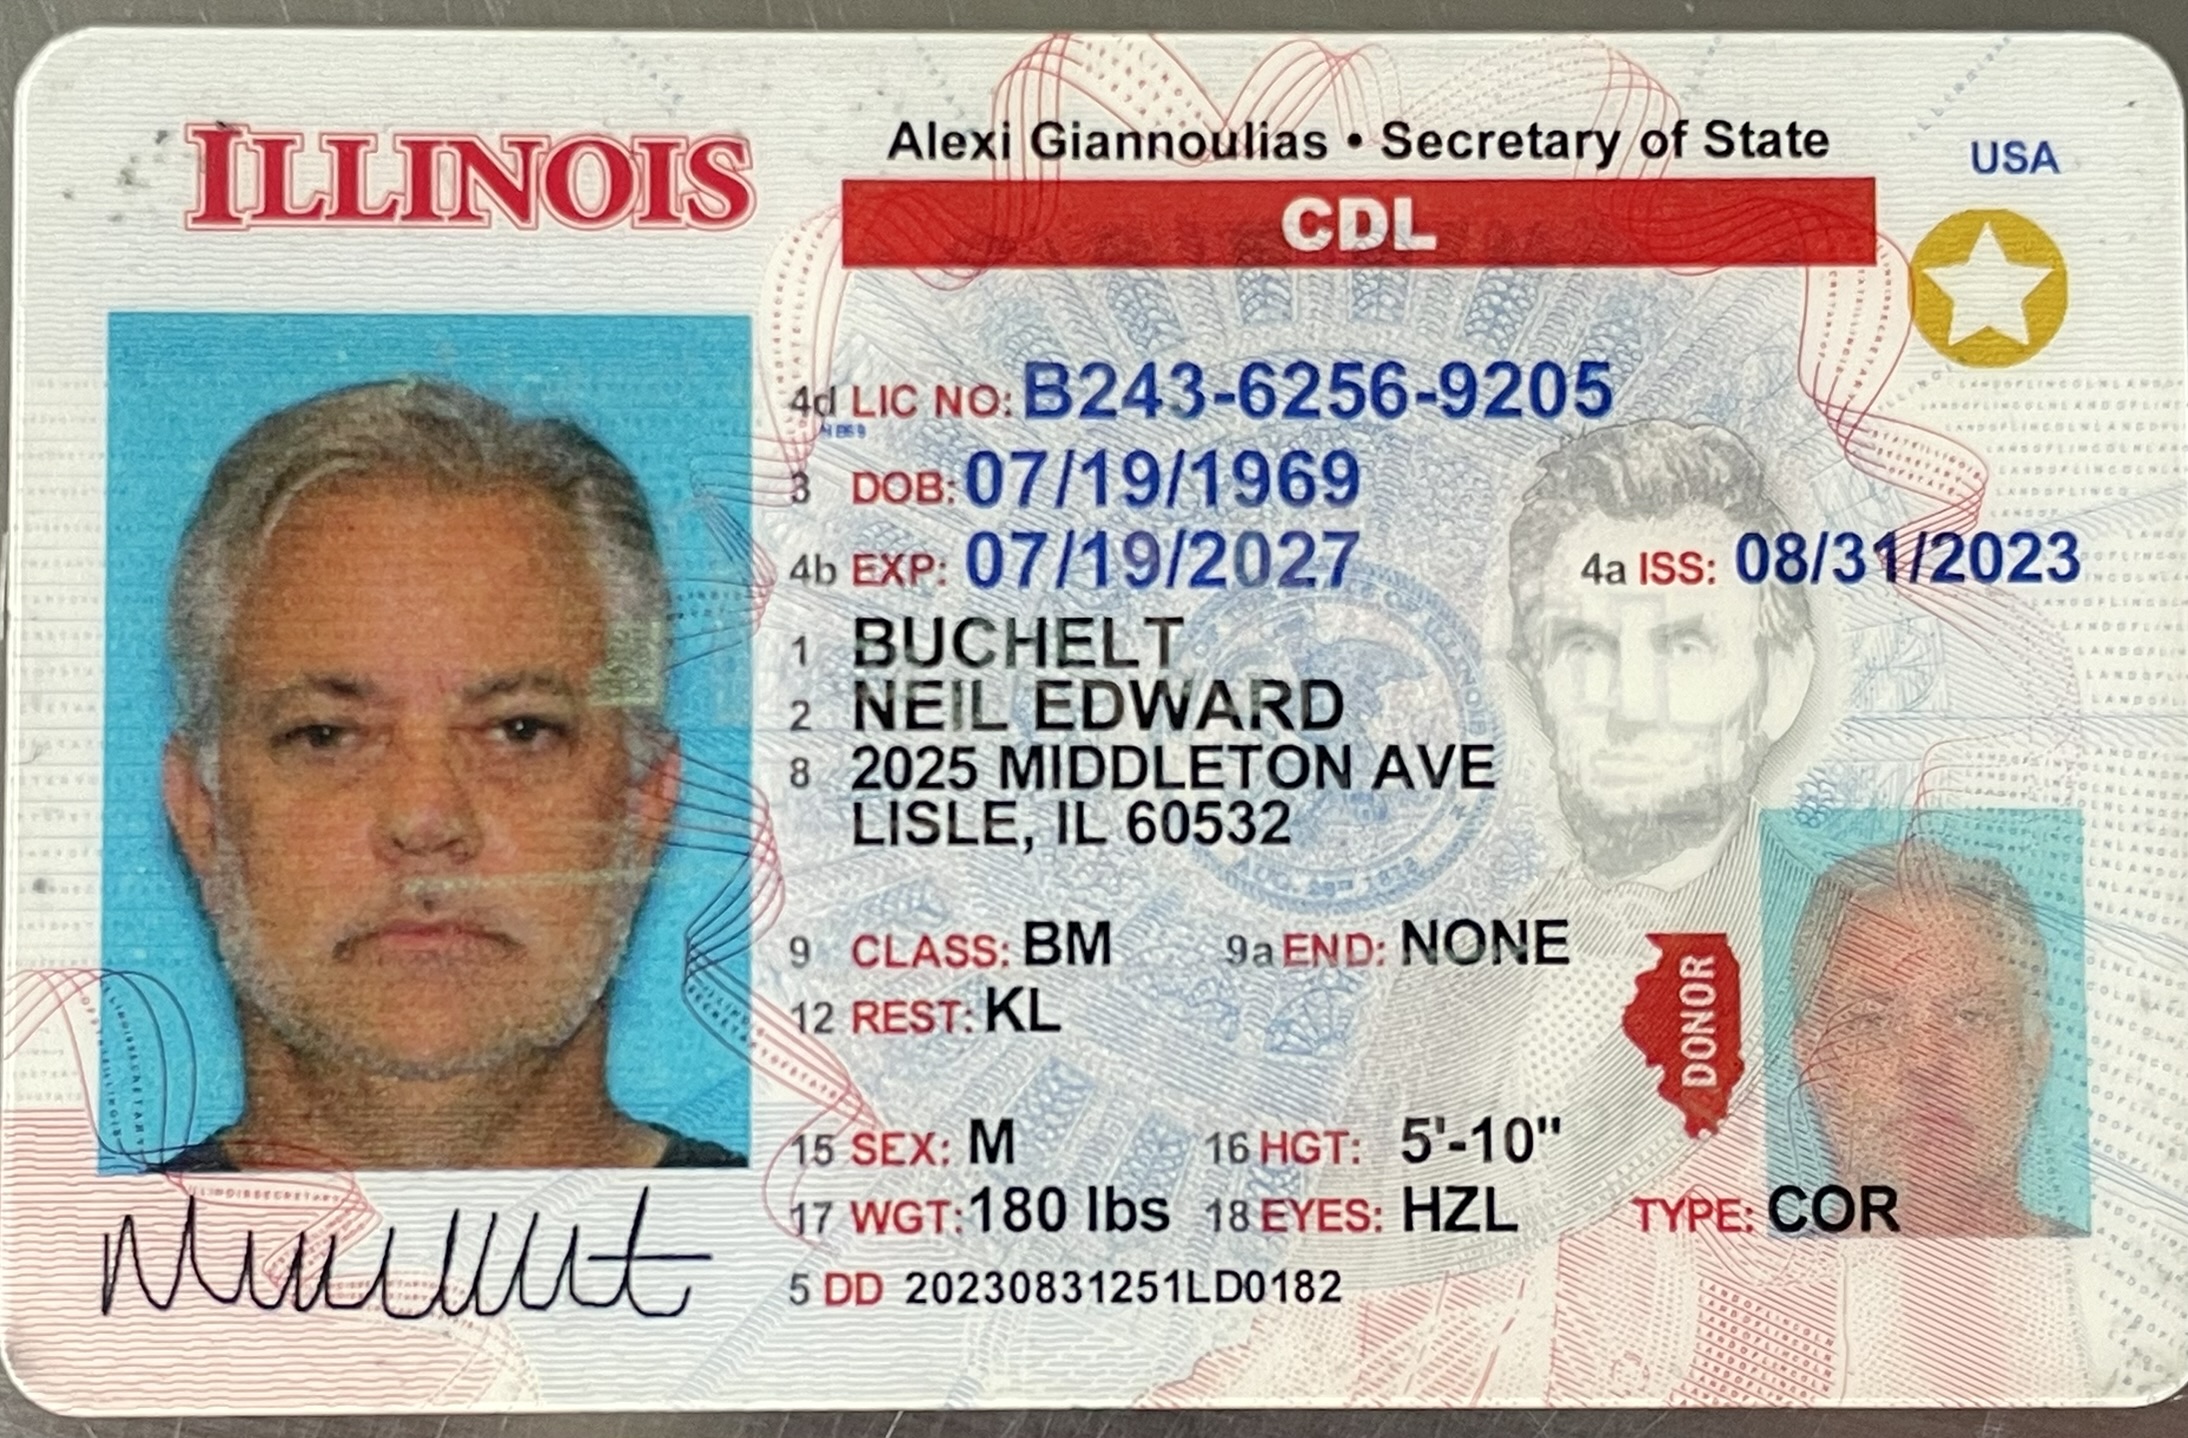 ILLINOIS
Alexi Giannoulias • Secretary of State
USA
CDL
4d LIC NO: B243-6256-9205
3 DOB: 07/19/1969
4b EXP: 07/19/2027
4a ISS: 08/31/2023
1 BUCHELT
2 NEIL EDWARD
8 2025 MIDDLETON AVE
LISLE, IL 60532
9 CLASS: BM 9a END: NONE
12 REST: KL
DONOR
15 SEX: M 16 HGT: 5'-10"
17 WGT: 180 lbs 18 EYES: HZL TYPE: COR
5 DD 20230831251LD0182